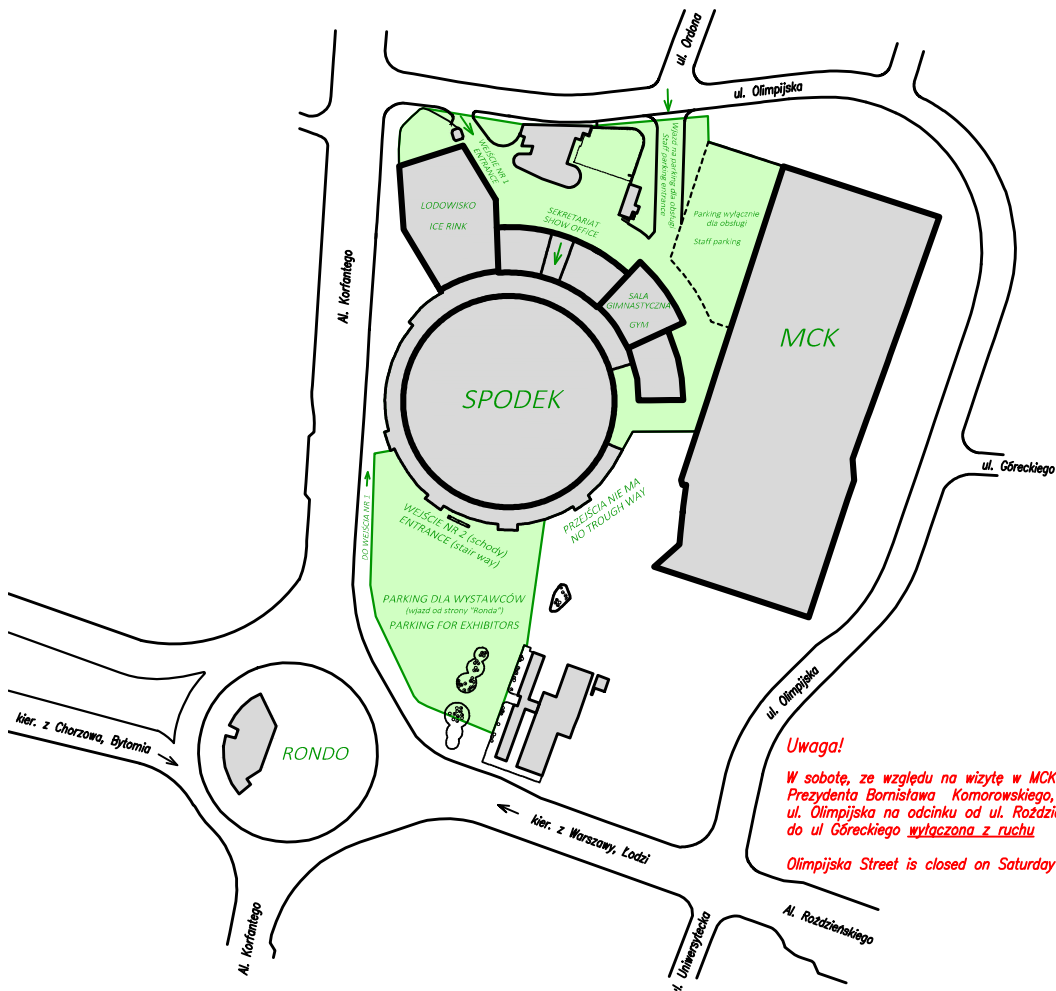 ul. Ordona
ul. Olimpijska
WEJŚCIE NR 1
ENTRANCE
Wjazd na parking dla obsługi
Staff parking entrance
LODOWISKO
ICE RINK
SEKRETARIAT
SHOW OFFICE
Parking wyłącznie
dla obsługi
Staff parking
Al. Korfantego
SALA
GIMNASTYCZNA
GYM
MCK
SPODEK
ul. Góreckiego
DO WEJŚCIA NR 1
WEJŚCIE NR 2 (schody)
ENTRANCE (stair way)
PRZEJŚCIA NIE MA
NO TROUGH WAY
PARKING DLA WYSTAWCÓW
(wjazd od strony "Ronda")
PARKING FOR EXHIBITORS
ul. Olimpijska
kier. z Chorzowa, Bytomia
RONDO
Uwaga!
W sobotę, ze względu na wizytę w MCK
Prezydenta Bornisława Komorowskiego,
ul. Olimpijska na odcinku od ul. Roździe
do ul Góreckiego wyłączona z ruchu
Olimpijska Street is closed on Saturday
kier. z Warszawy, Łodzi
Al. Korfantego
ul. Uniwersytecka
Al. Roździeńskiego